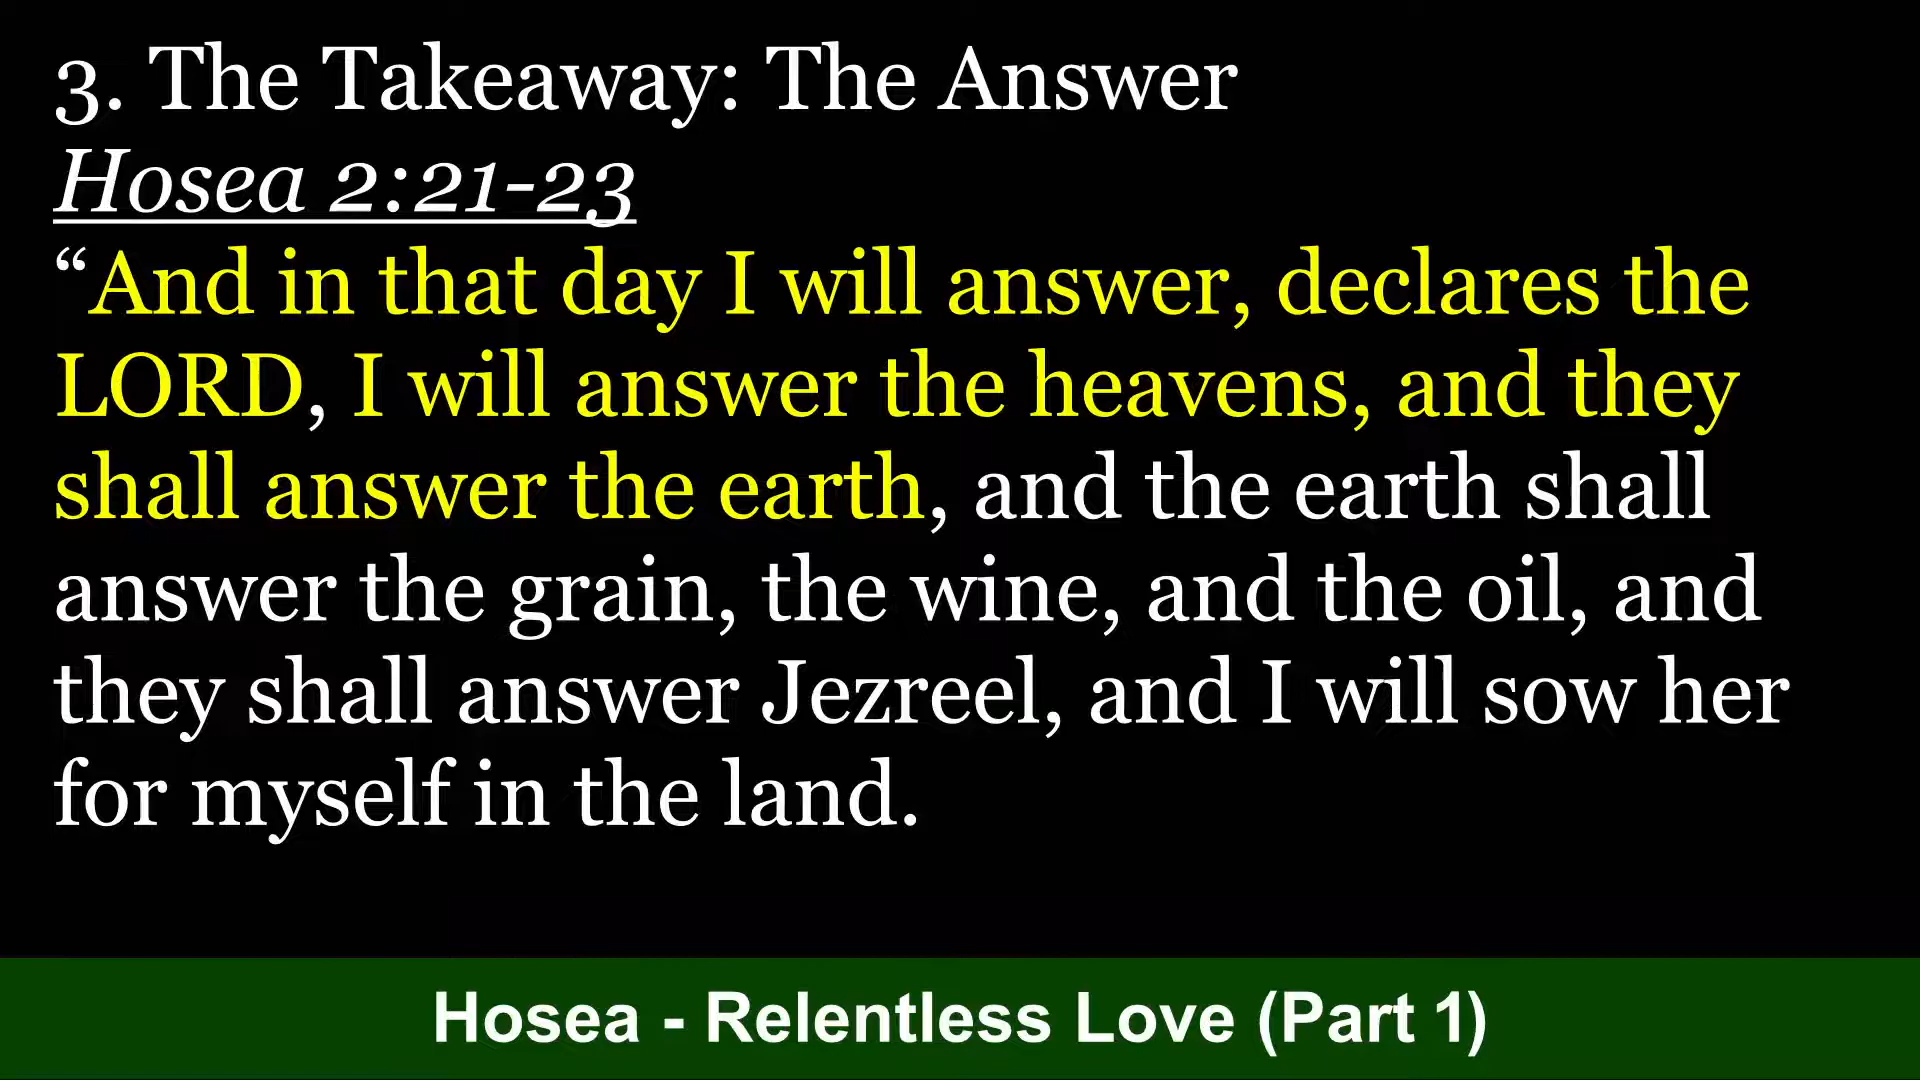 3. The Takeaway: The Answer
Hosea 2:21-23
“And in that day I will answer, declares the
LORD, I will answer the heavens, and they
shall answer the earth, and the earth shall
answer the grain, the wine, and the oil, and
they shall answer Jezreel, and I will sow her
for myself in the land.
Hosea - Relentless Love (Part 1)